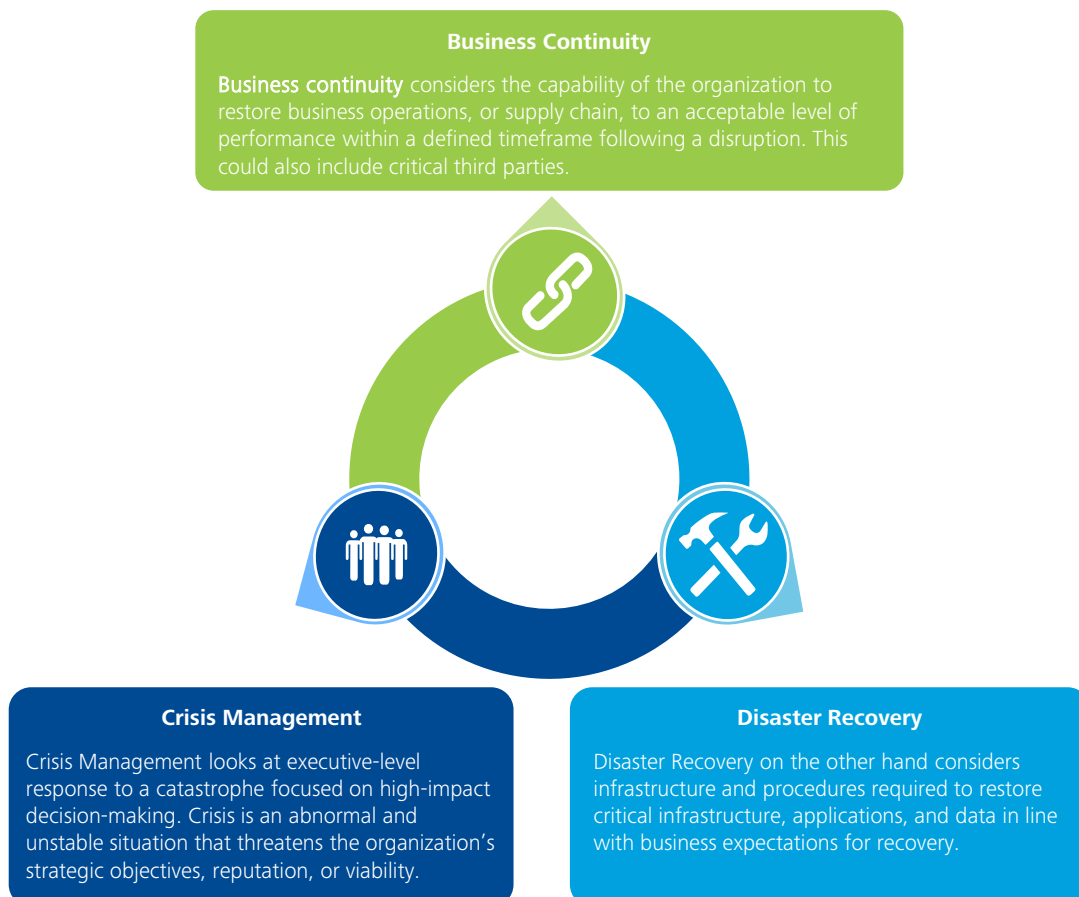 Business Continuity
Business continuity considers the capability of the organization to
restore business operations, or supply chain, to an acceptable level of
performance within a defined timeframe following a disruption. This
could also include critical third parties.
Crisis Management
Crisis Management looks at executive-level
response to a catastrophe focused on high-impact
decision-making. Crisis is an abnormal and
unstable situation that threatens the organization’s
strategic objectives, reputation, or viability.
Disaster Recovery
Disaster Recovery on the other hand considers
infrastructure and procedures required to restore
critical infrastructure, applications, and data in line
with business expectations for recovery.